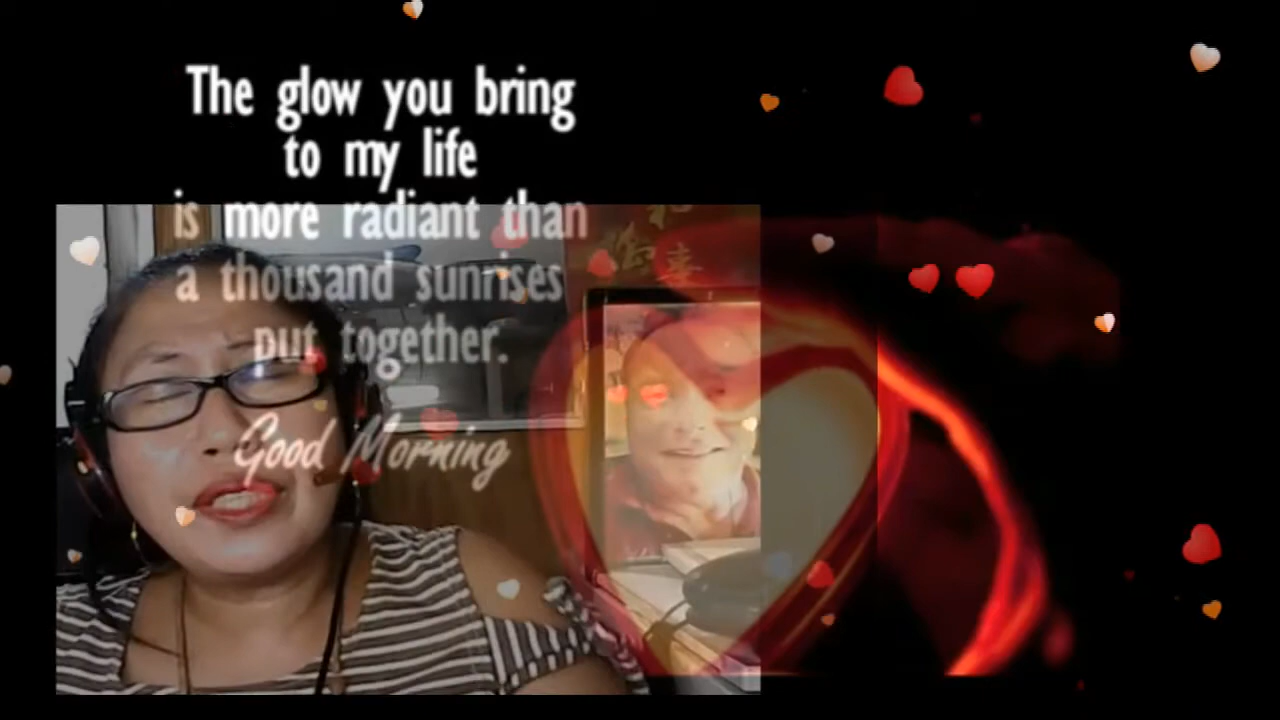 The glow you bring
to my life
is more radiant than
a thousand sunrises
put together.
Good Morning